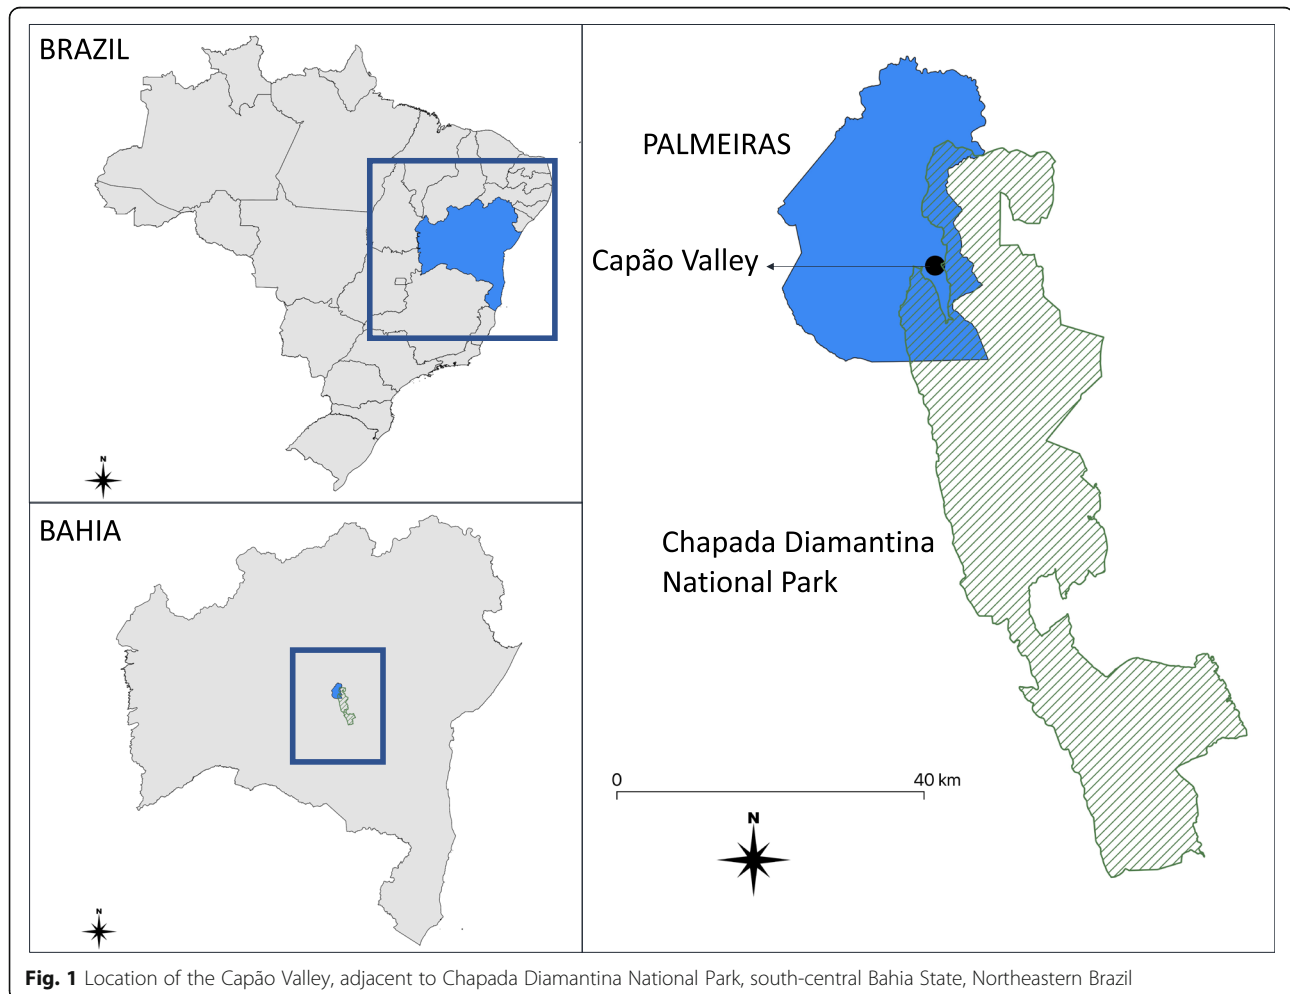 BRAZIL
N
BAHIA
N
PALMEIRAS
Capão Valley
Chapada Diamantina
National Park
0 40 km
N
Fig. 1 Location of the Capão Valley, adjacent to Chapada Diamantina National Park, south-central Bahia State, Northeastern Brazil